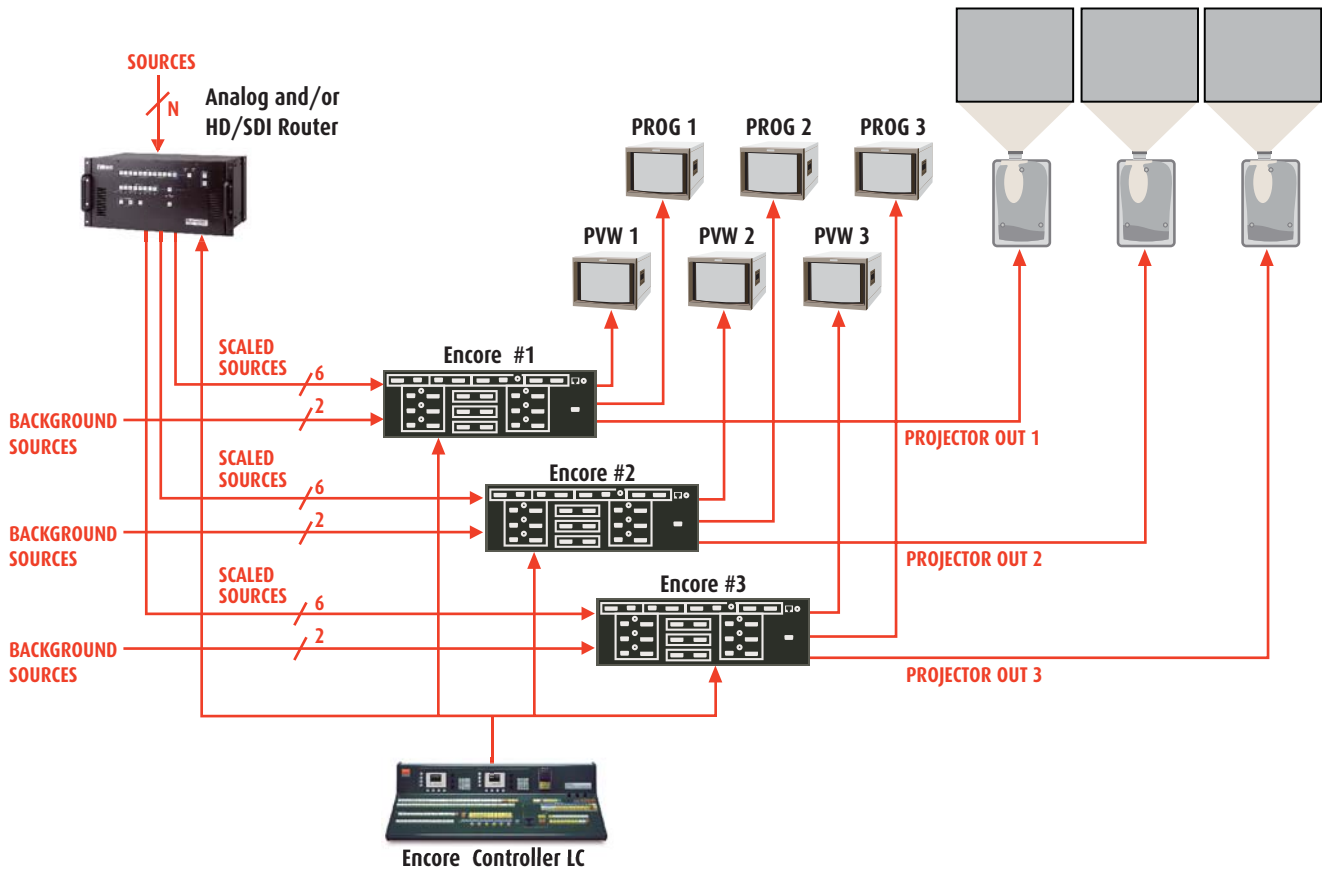 SOURCES
N
Analog and/or
HD/SDI Router
PROG 1
PROG 2
PROG 3
PVW 1
PVW 2
PVW 3
SCALED
SOURCES
6
Encore #1
BACKGROUND
SOURCES
2
PROJECTOR OUT 1
SCALED
SOURCES
6
Encore #2
BACKGROUND
SOURCES
2
PROJECTOR OUT 2
SCALED
SOURCES
6
Encore #3
BACKGROUND
SOURCES
2
PROJECTOR OUT 3
Encore Controller LC